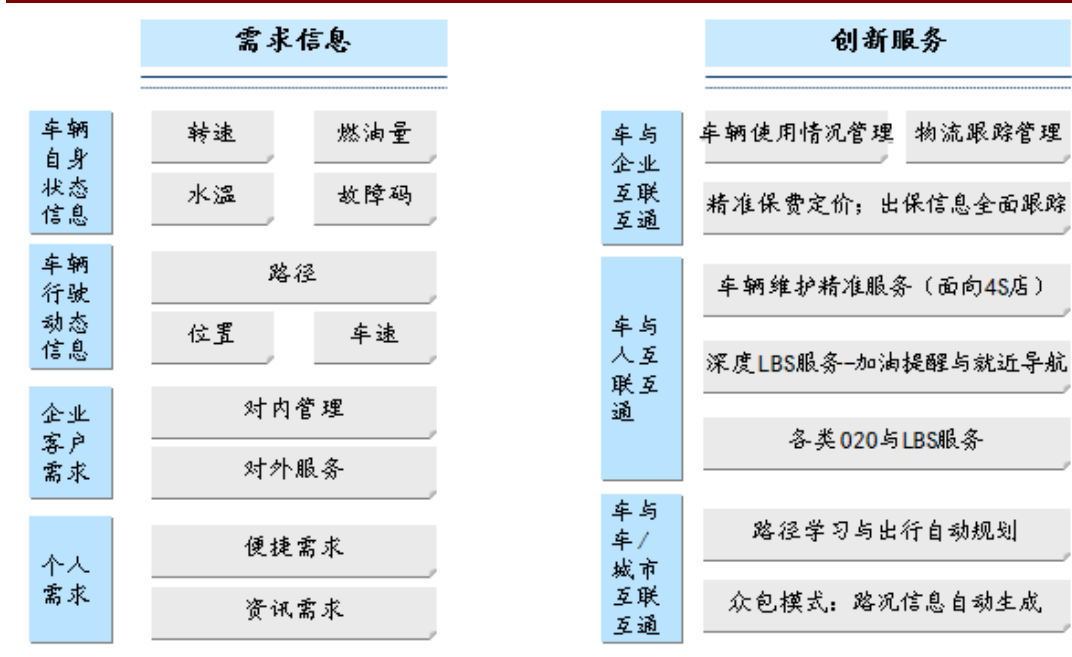 需求信息
车辆
自身
状态
信息
转速
燃油量
水温
故障码
车辆
行驶
动态
信息
路径
位置
车速
企业
客户
需求
对内管理
对外服务
个人
需求
便捷需求
资讯需求
创新服务
车与
企业
互联
互通
车辆使用情况管理
物流跟踪管理
精准保费定价；出保信息全面跟踪
车与
人互
联互
通
车辆维护精准服务（面向4S店）
深度LBS服务--加油提醒与就近导航
各类O2O与LBS服务
车与
车/
城市
互联
互通
路径学习与出行自动规划
众包模式：路况信息自动生成